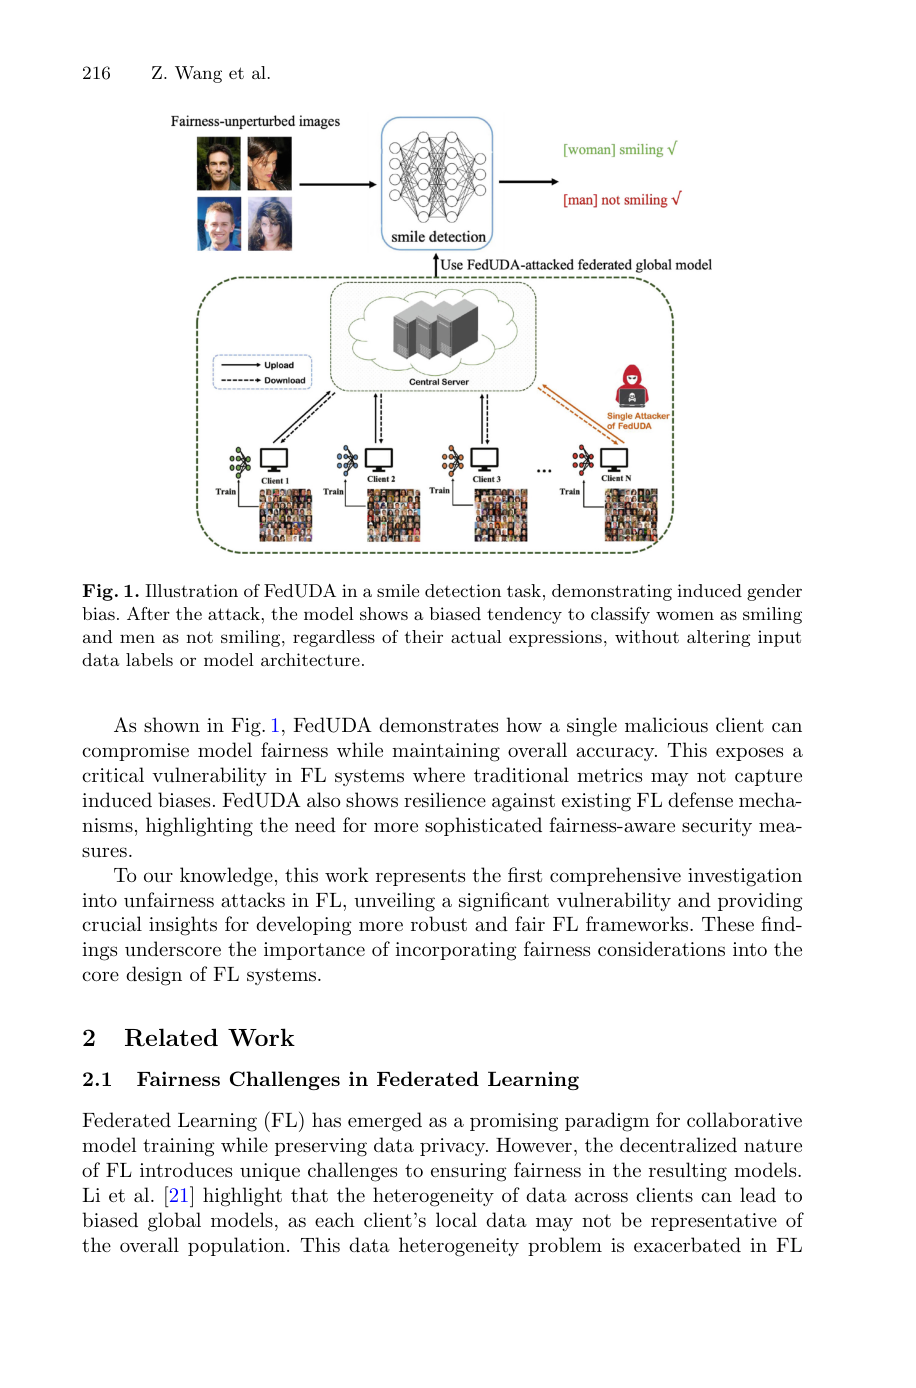 216 Z. Wang et al.
Fairness-unperturbed images
[woman] smiling √
[man] not smiling √
smile detection
Use FedUDA-attacked federated global model
Upload
Download
Central Server
Single Attacker
of FedUDA
Client 1
Client 2
Client 3
...
Client N
Train
Train
Train
Train
Fig. 1. Illustration of FedUDA in a smile detection task, demonstrating induced gender
bias. After the attack, the model shows a biased tendency to classify women as smiling
and men as not smiling, regardless of their actual expressions, without altering input
data labels or model architecture.
As shown in Fig. 1, FedUDA demonstrates how a single malicious client can
compromise model fairness while maintaining overall accuracy. This exposes a
critical vulnerability in FL systems where traditional metrics may not capture
induced biases. FedUDA also shows resilience against existing FL defense mecha-
nisms, highlighting the need for more sophisticated fairness-aware security mea-
sures.
To our knowledge, this work represents the first comprehensive investigation
into unfairness attacks in FL, unveiling a significant vulnerability and providing
crucial insights for developing more robust and fair FL frameworks. These find-
ings underscore the importance of incorporating fairness considerations into the
core design of FL systems.
2 Related Work
2.1 Fairness Challenges in Federated Learning
Federated Learning (FL) has emerged as a promising paradigm for collaborative
model training while preserving data privacy. However, the decentralized nature
of FL introduces unique challenges to ensuring fairness in the resulting models.
Li et al. [21] highlight that the heterogeneity of data across clients can lead to
biased global models, as each client's local data may not be representative of
the overall population. This data heterogeneity problem is exacerbated in FL